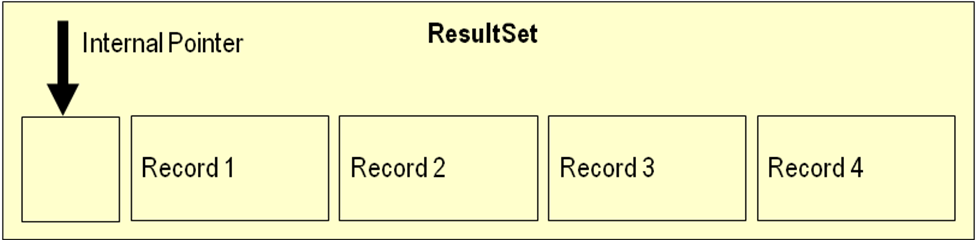 ResultSet
Internal Pointer
Record 1
Record 2
Record 3
Record 4